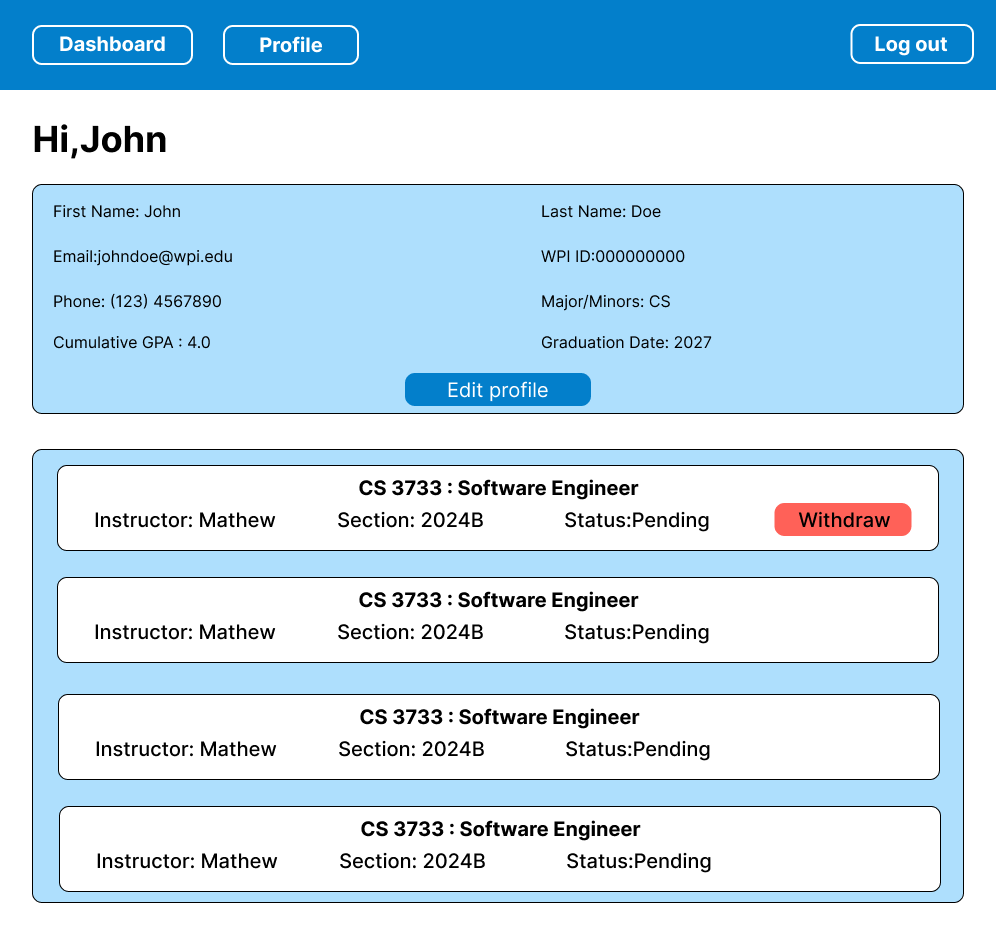 Dashboard Profile Log out
Hi,John
First Name: John Last Name: Doe
Email:johndoe@wpi.edu WPI ID:000000000
Phone: (123) 4567890 Major/Minors: CS
Cumulative GPA : 4.0 Graduation Date: 2027
Edit profile
CS 3733 : Software Engineer
Instructor: Mathew Section: 2024B Status:Pending Withdraw
CS 3733 : Software Engineer
Instructor: Mathew Section: 2024B Status:Pending
CS 3733 : Software Engineer
Instructor: Mathew Section: 2024B Status:Pending
CS 3733 : Software Engineer
Instructor: Mathew Section: 2024B Status:Pending